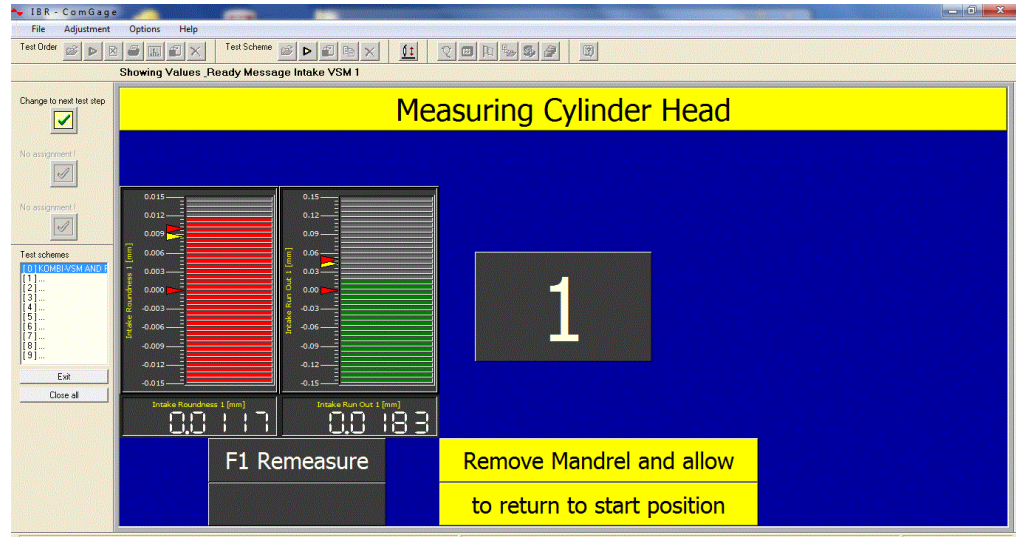 IBR - ComGage
File Adjustment Options Help
Test Order Test Scheme
Showing Values _Ready Message Intake VSM 1
Change to next test step
No assignment !
No assignment !
Test schemes
[ 0 ] KOMBI-VSM AND
[ 1 ] ...
[ 2 ] ...
[ 3 ] ...
[ 4 ] ...
[ 5 ] ...
[ 6 ] ...
[ 7 ] ...
[ 8 ] ...
[ 9 ] ...
Exit
Close all
Measuring Cylinder Head
Intake Roundness 1 [mm]
0.015
0.012
0.009
0.006
0.003
0.000
-0.003
-0.006
-0.009
-0.012
-0.015
Intake Run Out 1 [mm]
0.15
0.12
0.09
0.06
0.03
0.00
-0.03
-0.06
-0.09
-0.12
-0.15
1
Intake Roundness 1 [mm]
0.0117
Intake Run Out 1 [mm]
0.0183
F1 Remeasure
Remove Mandrel and allow
to return to start position